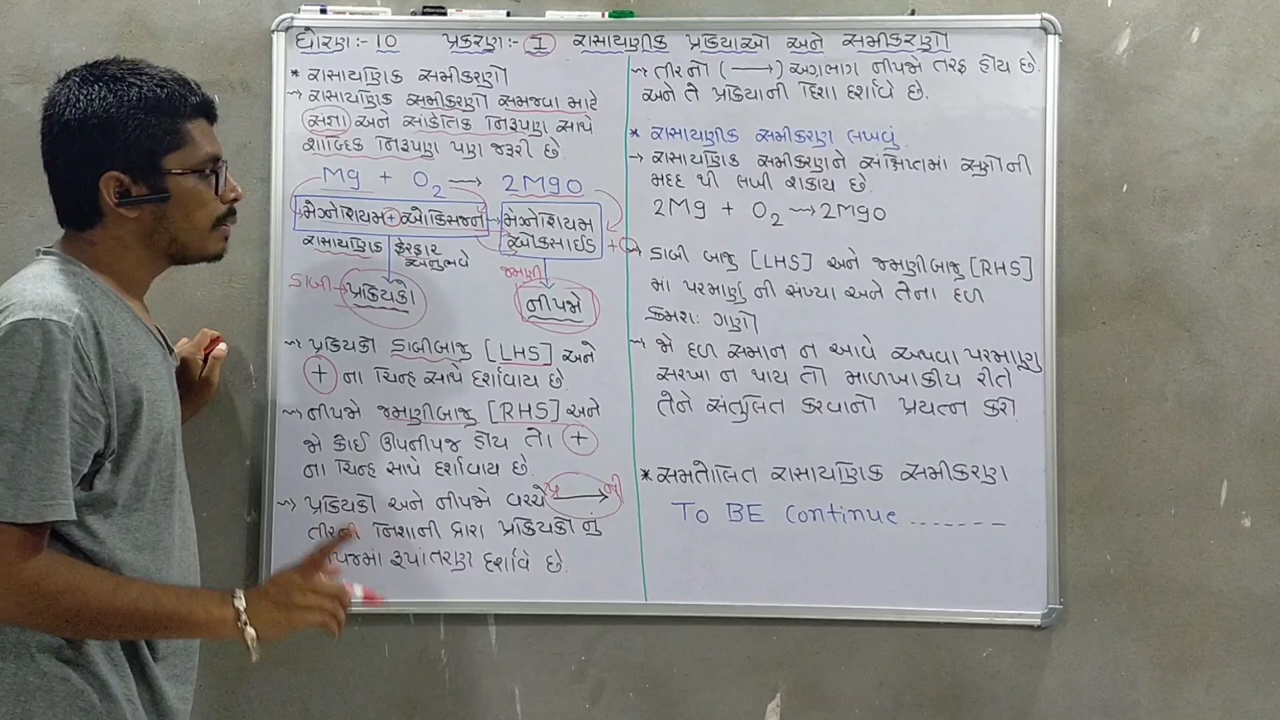 ધોરણ:- 10 પ્રકરણ:- 1 રાસાયણીક પ્રક્રિયાઓ અને સમીકરણો
* રાસાયણિક સમીકરણો
→ રાસાયણિક સમીકરણો સમજવા માટે
સંજ્ઞા અને સાંકેતિક નિરૂપણ સાથે
શાબ્દિક નિરૂપણ પણ જરૂરી છે.
Mg + O₂ → 2MgO
મેગ્નેશિયમ + ઓક્સિજન → મેગ્નેશિયમ
ઓક્સાઈડ +
રાસાયણિક ફેરફાર
અનુભવે
ડાબી પ્રક્રિયકો
જમણી
નીપજો
→ પ્રક્રિયકો ડાબીબાજુ [LHS] અને
+ ના ચિન્હ સાથે દર્શાવાય છે.
→ નીપજો જમણીબાજુ [RHS] અને
જો કોઈ ઉપનીપજ હોય તો +
ના ચિન્હ સાથે દર્શાવાય છે.
→ પ્રક્રિયકો અને નીપજો વચ્ચે પ્ર → ની
તીરની નિશાની દ્વારા પ્રક્રિયકો નું
રૂપાંતરણ દર્શાવે છે.
→ તીરનો (→) અગ્રભાગ નીપજો તરફ હોય છે.
અને તે પ્રક્રિયાની દિશા દર્શાવે છે.
* રાસાયણીક સમીકરણ લખવું.
→ રાસાયણિક સમીકરણને સંક્ષિપ્તમાં સુત્રોની
મદદ થી લખી શકાય છે.
2Mg + O₂ → 2MgO
→ ડાબી બાજુ [LHS] અને જમણીબાજુ [RHS]
માં પરમાણુ ની સંખ્યા અને તેના દળ
ક્રમશ: ગણો
→ જો દળ સમાન ન આવે અથવા પરમાણુ
સરખા ન થાય તો માળખાકીય રીતે
તેને સંતુલિત કરવાનો પ્રયત્ન કરો
* સમતોલિત રાસાયણિક સમીકરણ
To BE Continue .......